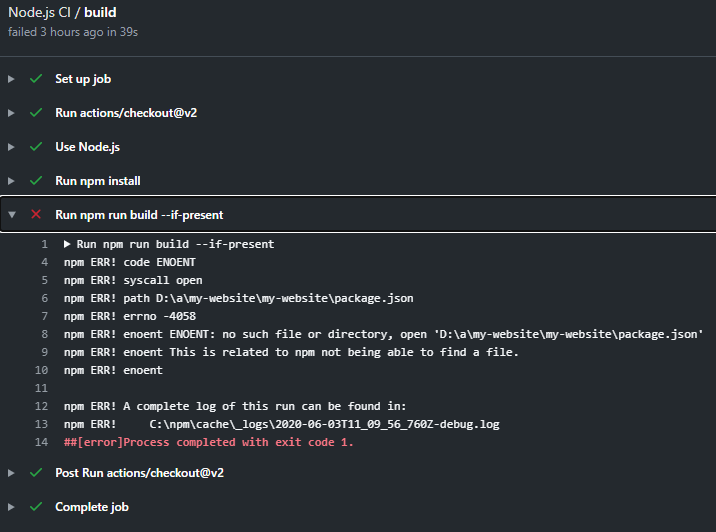 Node.js CI / build
failed 3 hours ago in 39s
Set up job
Run actions/checkout@v2
Use Node.js
Run npm install
Run npm run build --if-present
1 Run npm run build --if-present
4 npm ERR! code ENOENT
5 npm ERR! syscall open
6 npm ERR! path D:\a\my-website\my-website\package.json
7 npm ERR! errno -4058
8 npm ERR! enoent ENOENT: no such file or directory, open 'D:\a\my-website\my-website\package.json'
9 npm ERR! enoent This is related to npm not being able to find a file.
10 npm ERR! enoent
11
12 npm ERR! A complete log of this run can be found in:
13 npm ERR!     C:\npm\cache\_logs\2020-06-03T11_09_56_760Z-debug.log
14 ##[error]Process completed with exit code 1.
Post Run actions/checkout@v2
Complete job